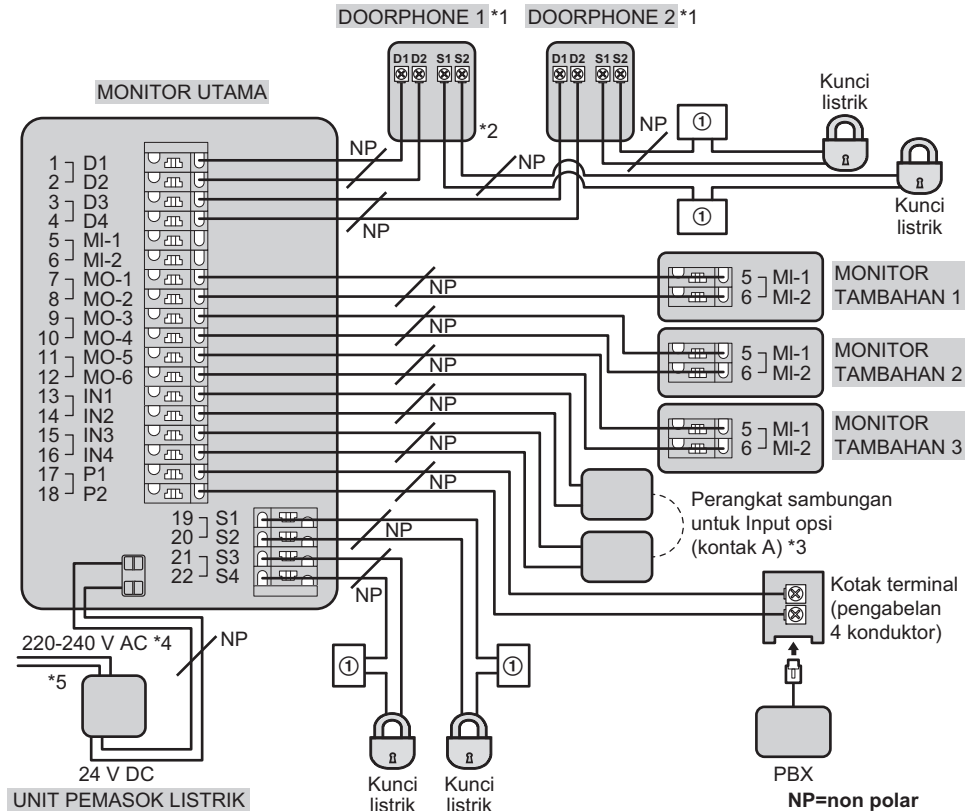 DOORPHONE 1 *1
DOORPHONE 2 *1
D1 D2 S1 S2
D1 D2 S1 S2
*2
MONITOR UTAMA
Kunci
listrik
Kunci
listrik
NP
NP
NP
NP
①
①
1 D1
2 D2
3 D3
4 D4
5 MI-1
6 MI-2
7 MO-1
8 MO-2
9 MO-3
10 MO-4
11 MO-5
12 MO-6
13 IN1
14 IN2
15 IN3
16 IN4
17 P1
18 P2
19 S1
20 S2
21 S3
22 S4
NP
NP
NP
NP
NP
NP
NP
NP
5 MI-1
6 MI-2
MONITOR
TAMBAHAN 1
5 MI-1
6 MI-2
MONITOR
TAMBAHAN 2
5 MI-1
6 MI-2
MONITOR
TAMBAHAN 3
Perangkat sambungan
untuk Input opsi
(kontak A) *3
Kotak terminal
(pengabelan
4 konduktor)
220-240 V AC *4
NP
*5
24 V DC
UNIT PEMASOK LISTRIK
①
①
Kunci
listrik
Kunci
listrik
PBX
NP=non polar